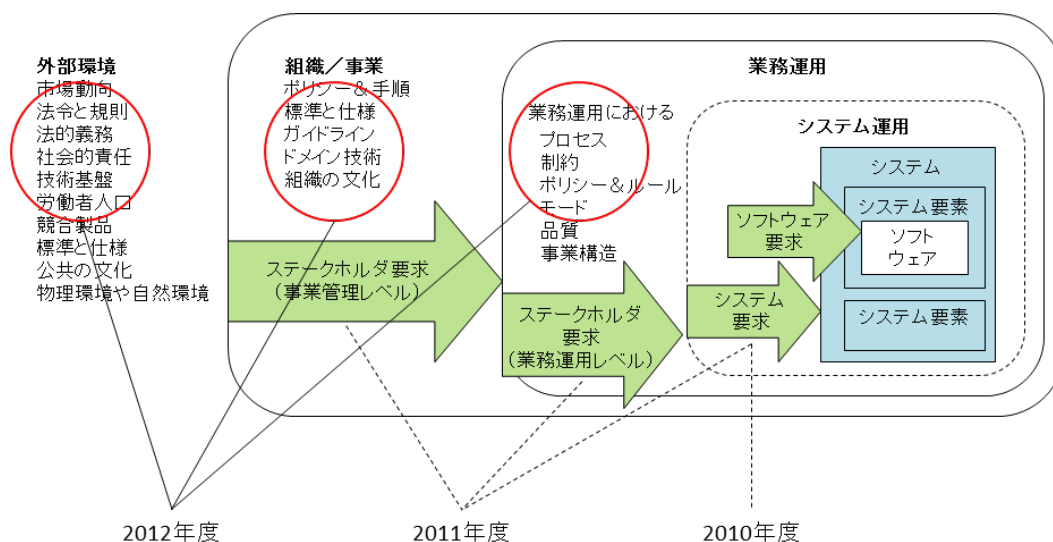 外部環境
市場動向
法令と規則
法的義務
社会的責任
技術基盤
労働者人口
競合製品
標準と仕様
公共の文化
物理環境や自然環境
組織／事業
ポリシー＆手順
標準と仕様
ガイドライン
ドメイン技術
組織の文化
ステークホルダ要求
（事業管理レベル）
業務運用
業務運用における
プロセス
制約
ポリシー＆ルール
モード
品質
事業構造
ステークホルダ
要求
（業務運用レベル）
システム運用
システム
システム要素
ソフト
ウェア
ソフトウェア
要求
システム
要求
システム要素
2012年度
2011年度
2010年度